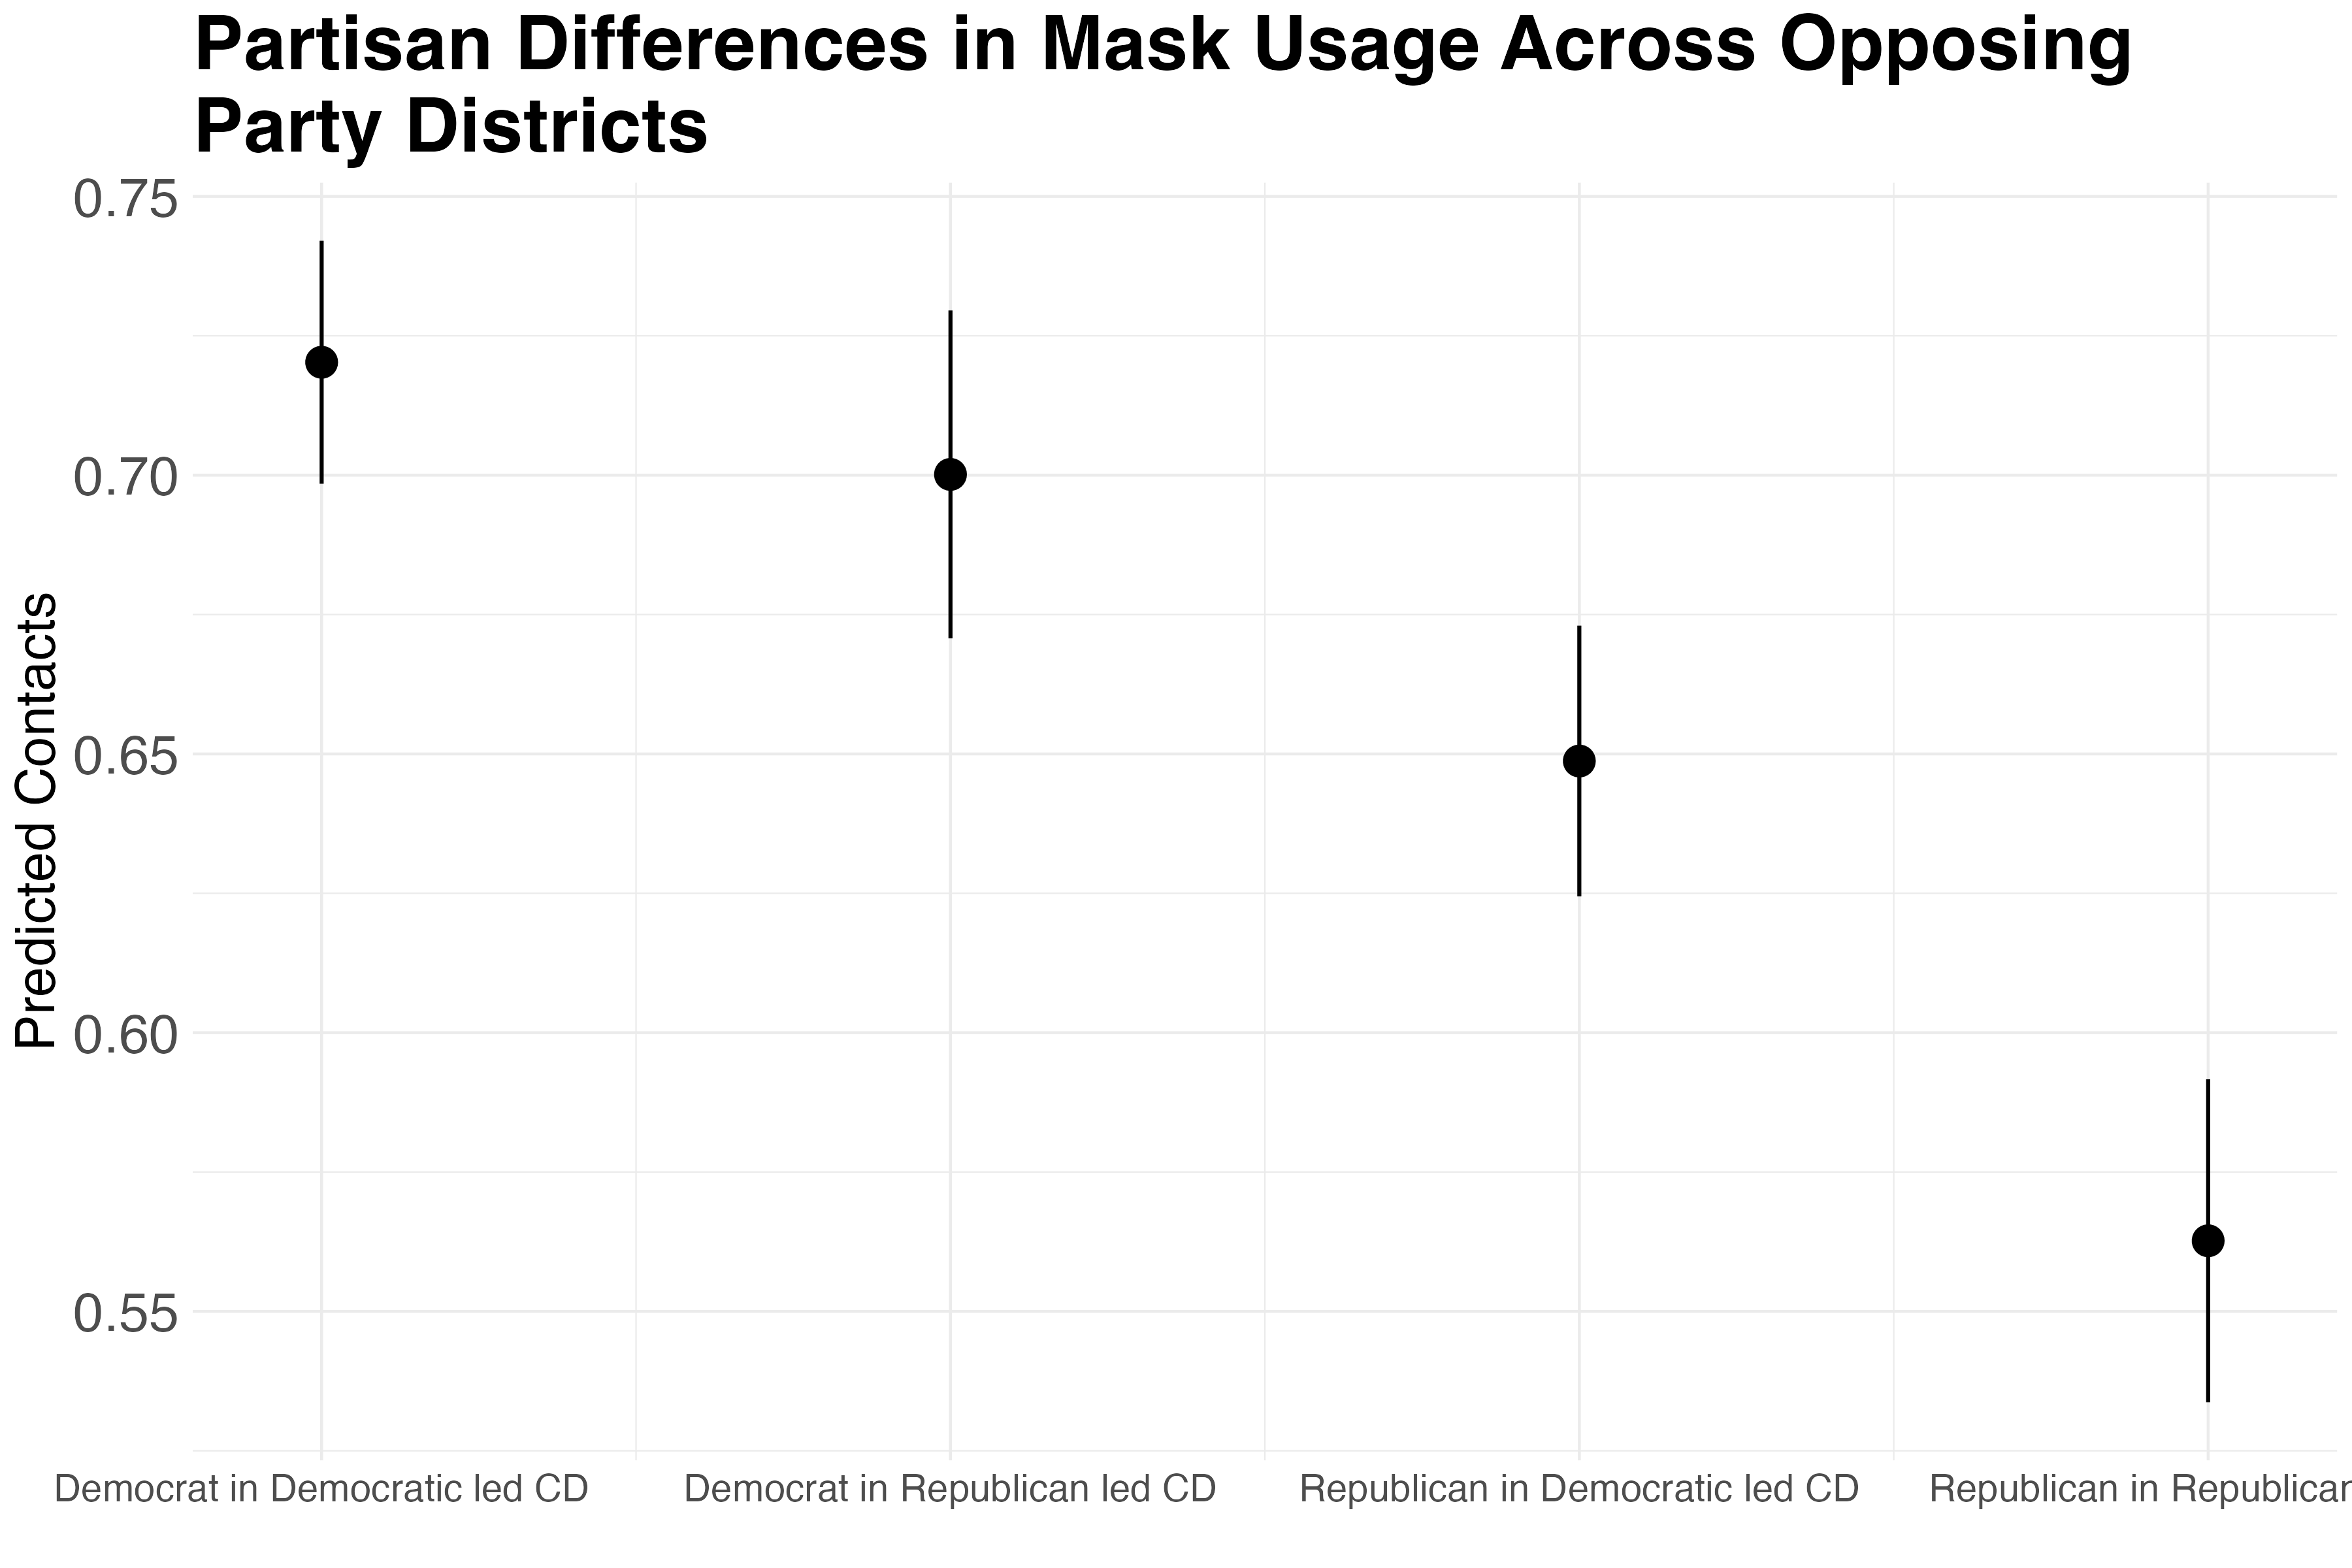 Partisan Differences in Mask Usage Across Opposing
Party Districts
Predicted Contacts
0.75
0.70
0.65
0.60
0.55
Democrat in Democratic led CD
Democrat in Republican led CD
Republican in Democratic led CD
Republican in Republican